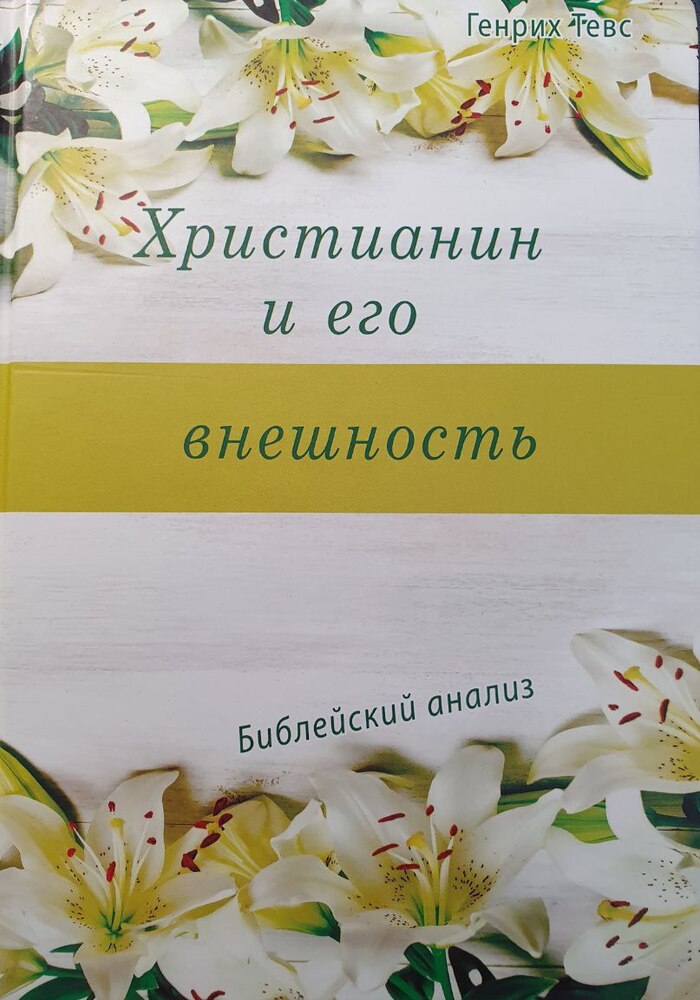 Генрих Тевс
Христианин
и его
внешность
Библейский анализ